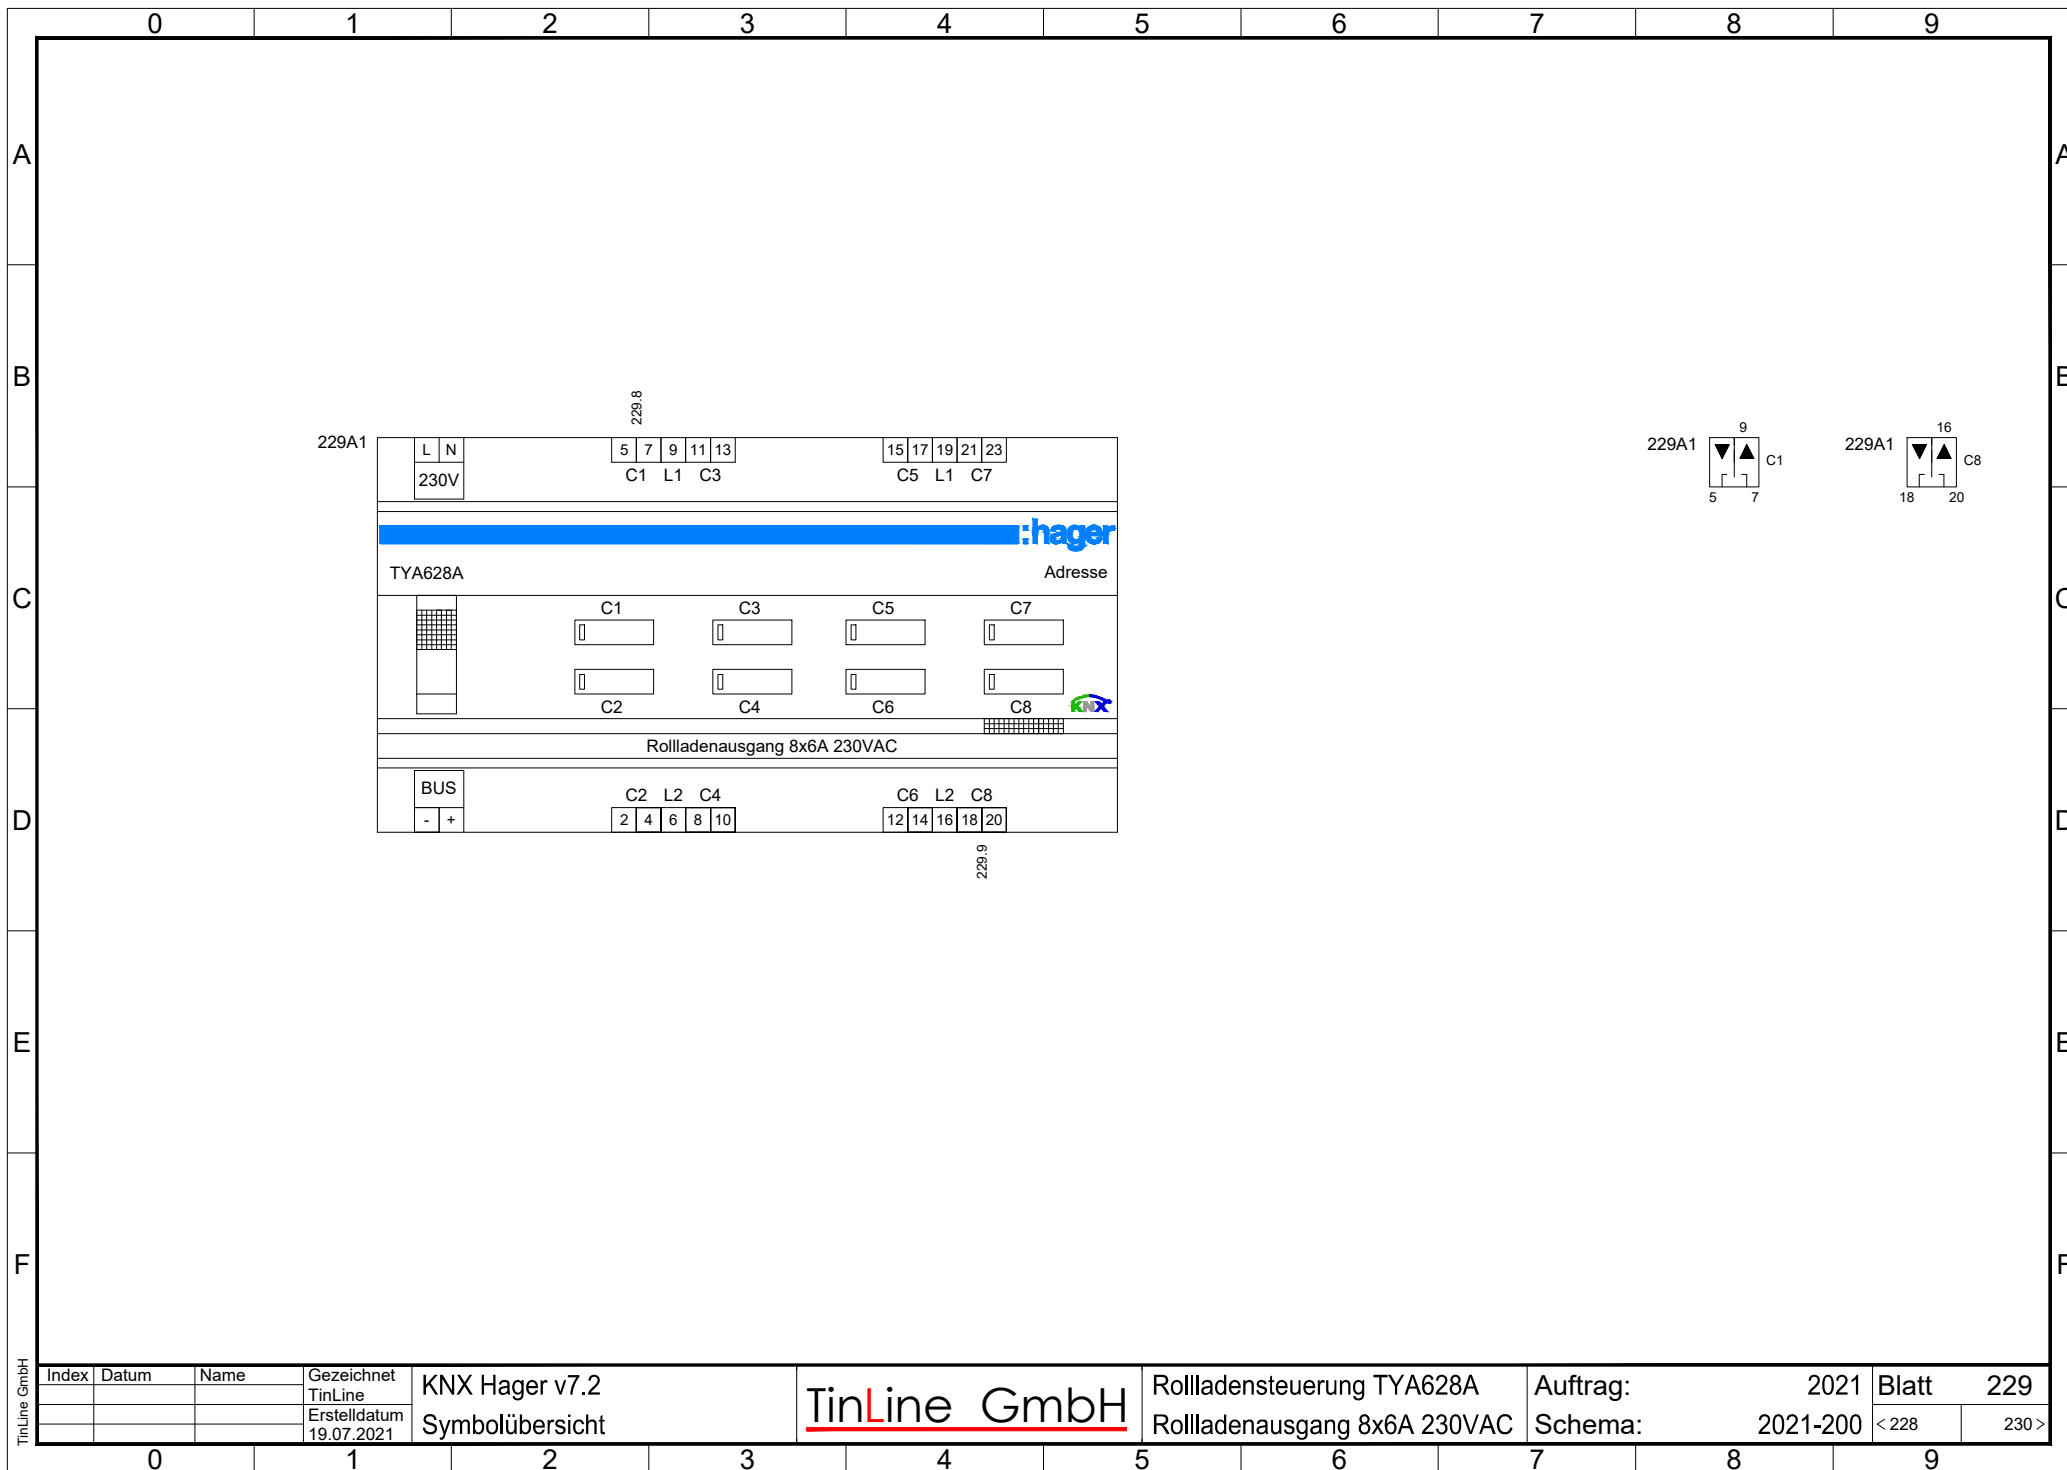 0 1 2 3 4 5 6 7 8 9
A A
B B
229.8
229A1 L N 5 7 9 11 13 15 17 19 21 23
230V C1 L1 C3 C5 L1 C7
229A1 9 C1 5 7
229A1 16 C8 18 20
:hager
TYA628A Adresse
C C
C1 C3 C5 C7
C2 C4 C6 C8 KNX
Rollladenausgang 8x6A 230VAC
BUS C2 L2 C4 C6 L2 C8
- + 2 4 6 8 10 12 14 16 18 20
D D
229.9
E E
F F
TinLine GmbH
Index Datum Name Gezeichnet
TinLine
Erstelldatum
19.07.2021
KNX Hager v7.2
Symbolübersicht
TinLine GmbH
Rollladensteuerung TYA628A
Rollladenausgang 8x6A 230VAC
Auftrag: 2021
Schema: 2021-200
Blatt 229
< 228 230 >
0 1 2 3 4 5 6 7 8 9